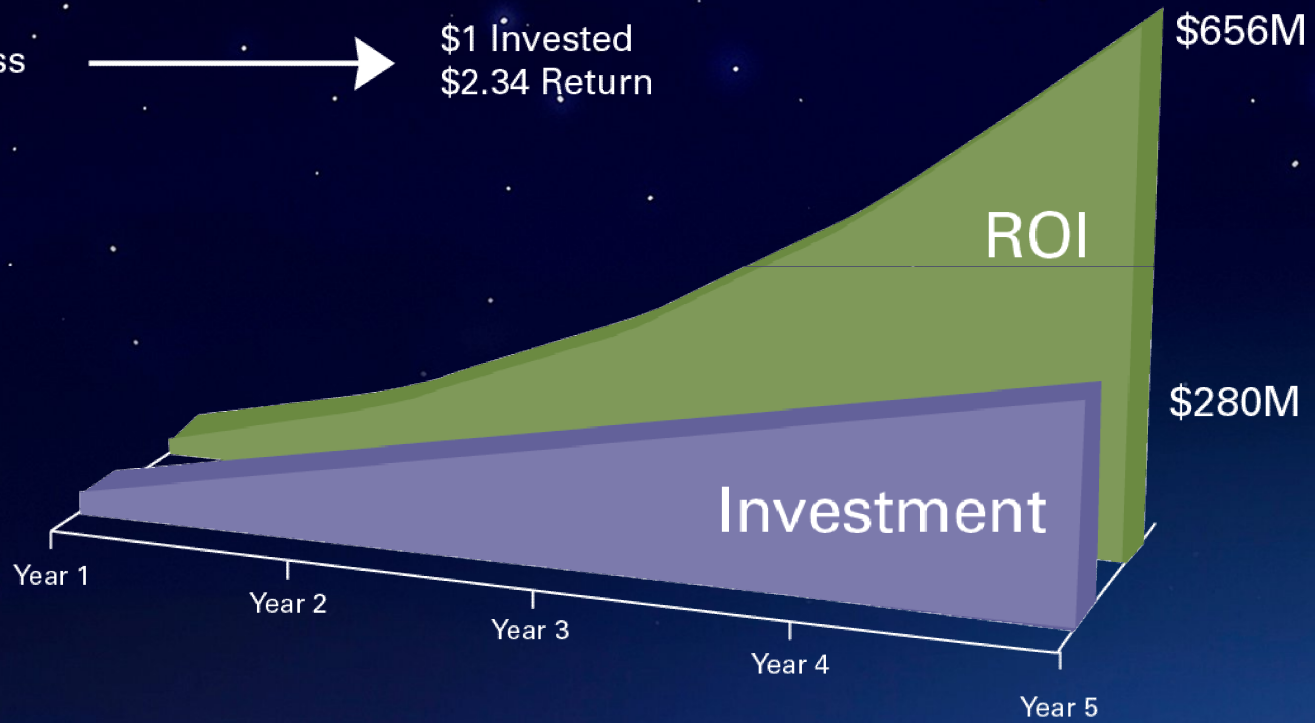 ss
$1 Invested
$2.34 Return
$656M
ROI
$280M
Investment
Year 1
Year 2
Year 3
Year 4
Year 5